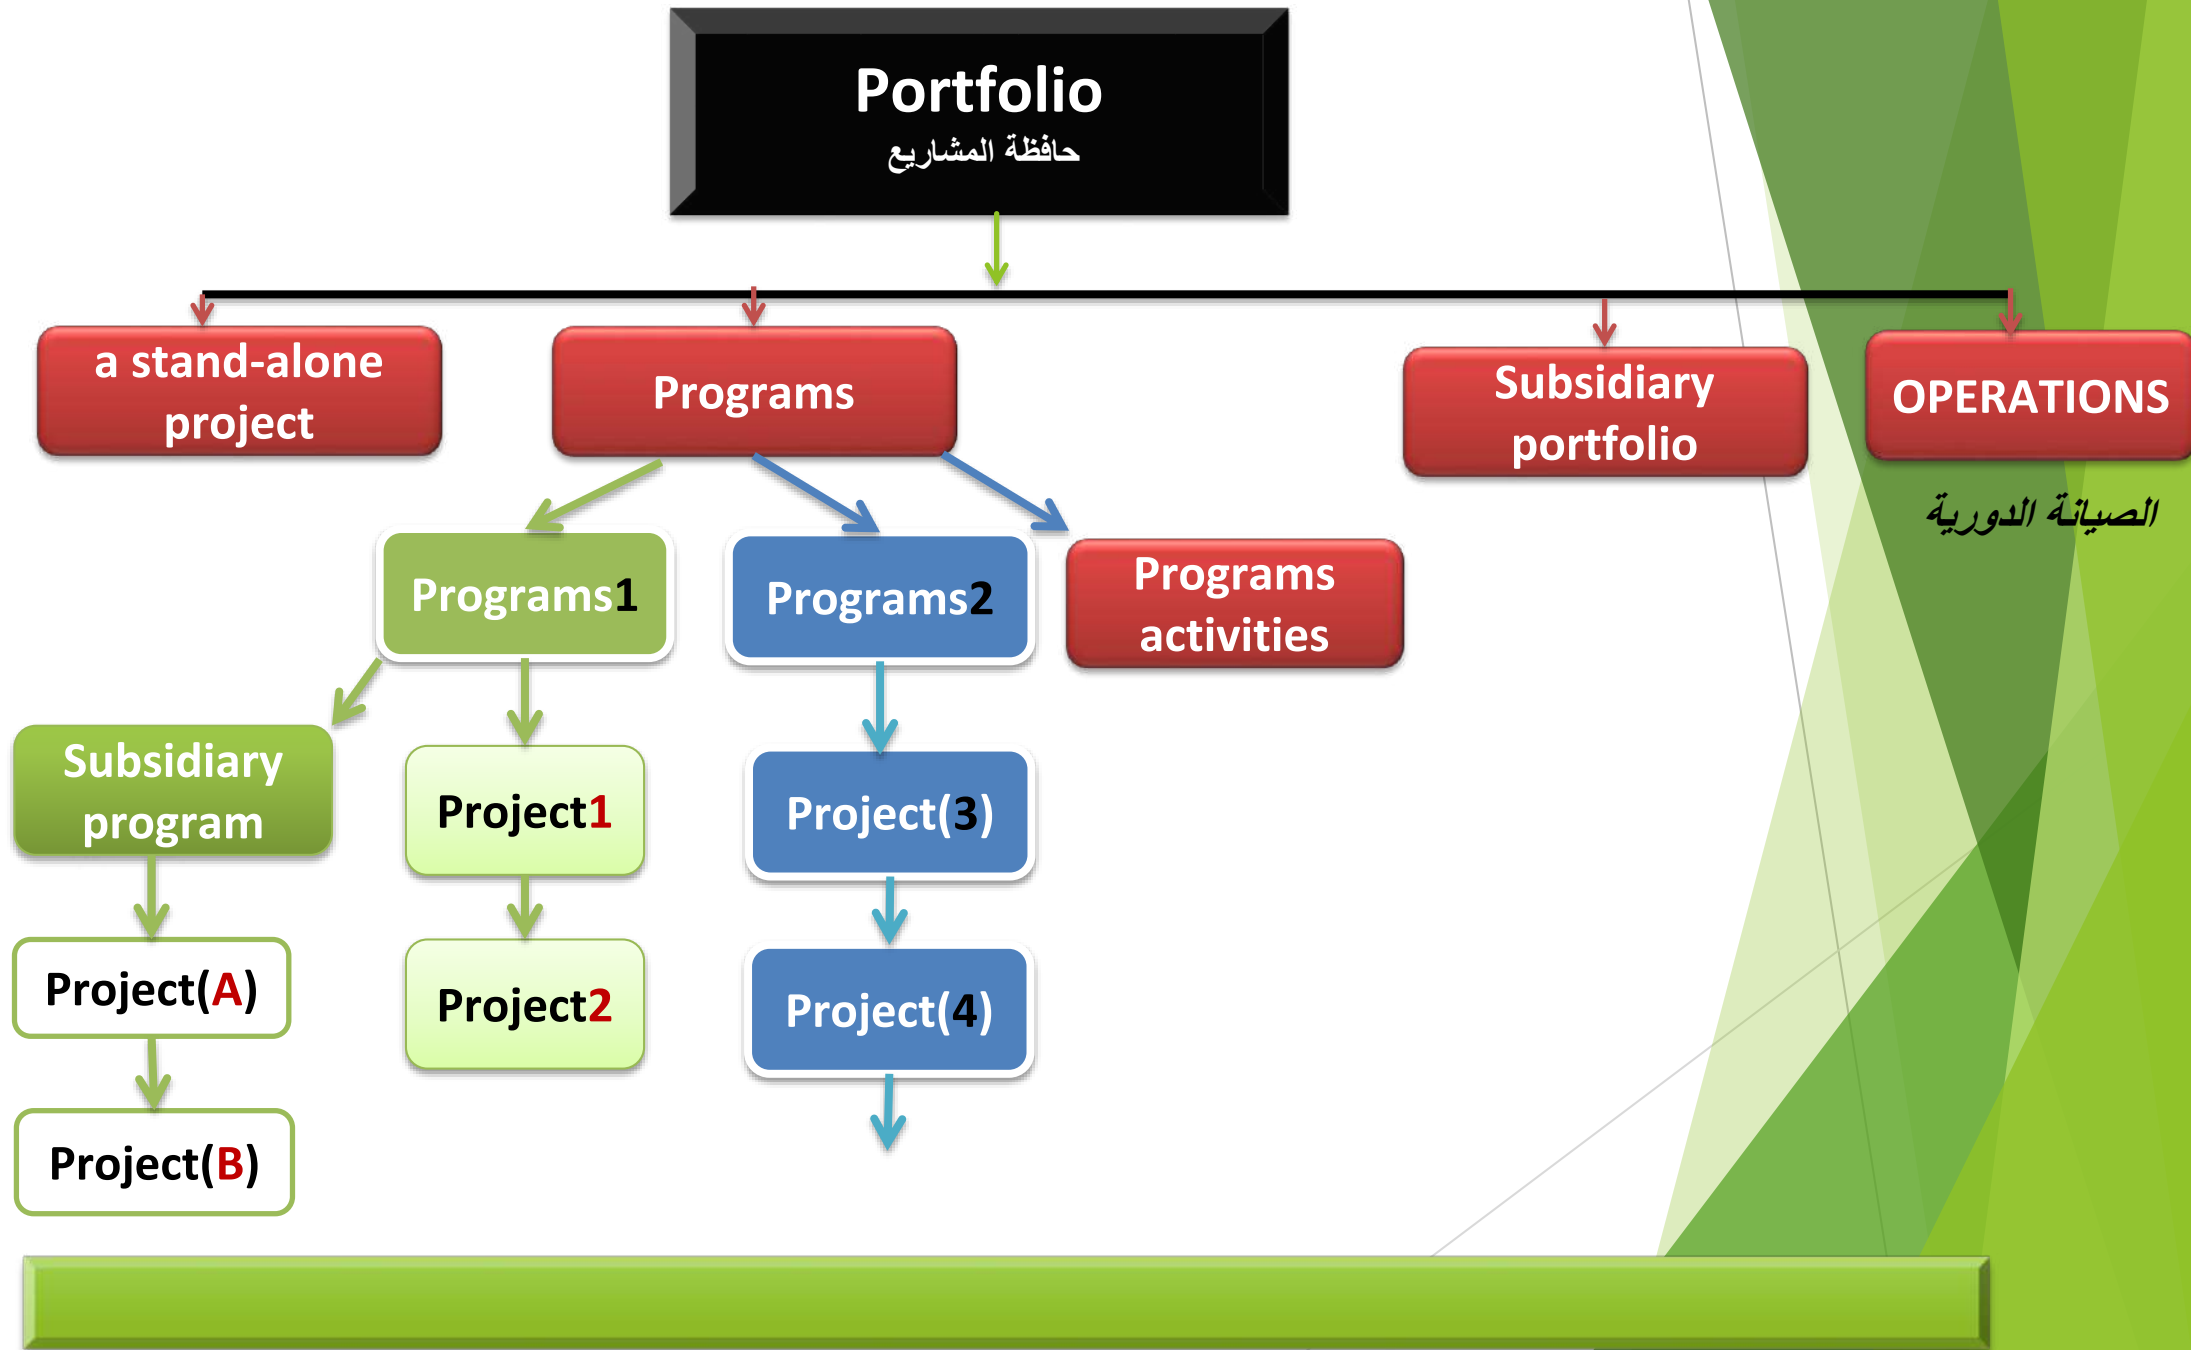 Portfolio
حافظة المشاريع
a stand-alone
project
Programs
Subsidiary
portfolio
OPERATIONS
الصيانة الدورية
Programs1
Programs2
Programs
activities
Subsidiary
program
Project1
Project(3)
Project(A)
Project2
Project(4)
Project(B)